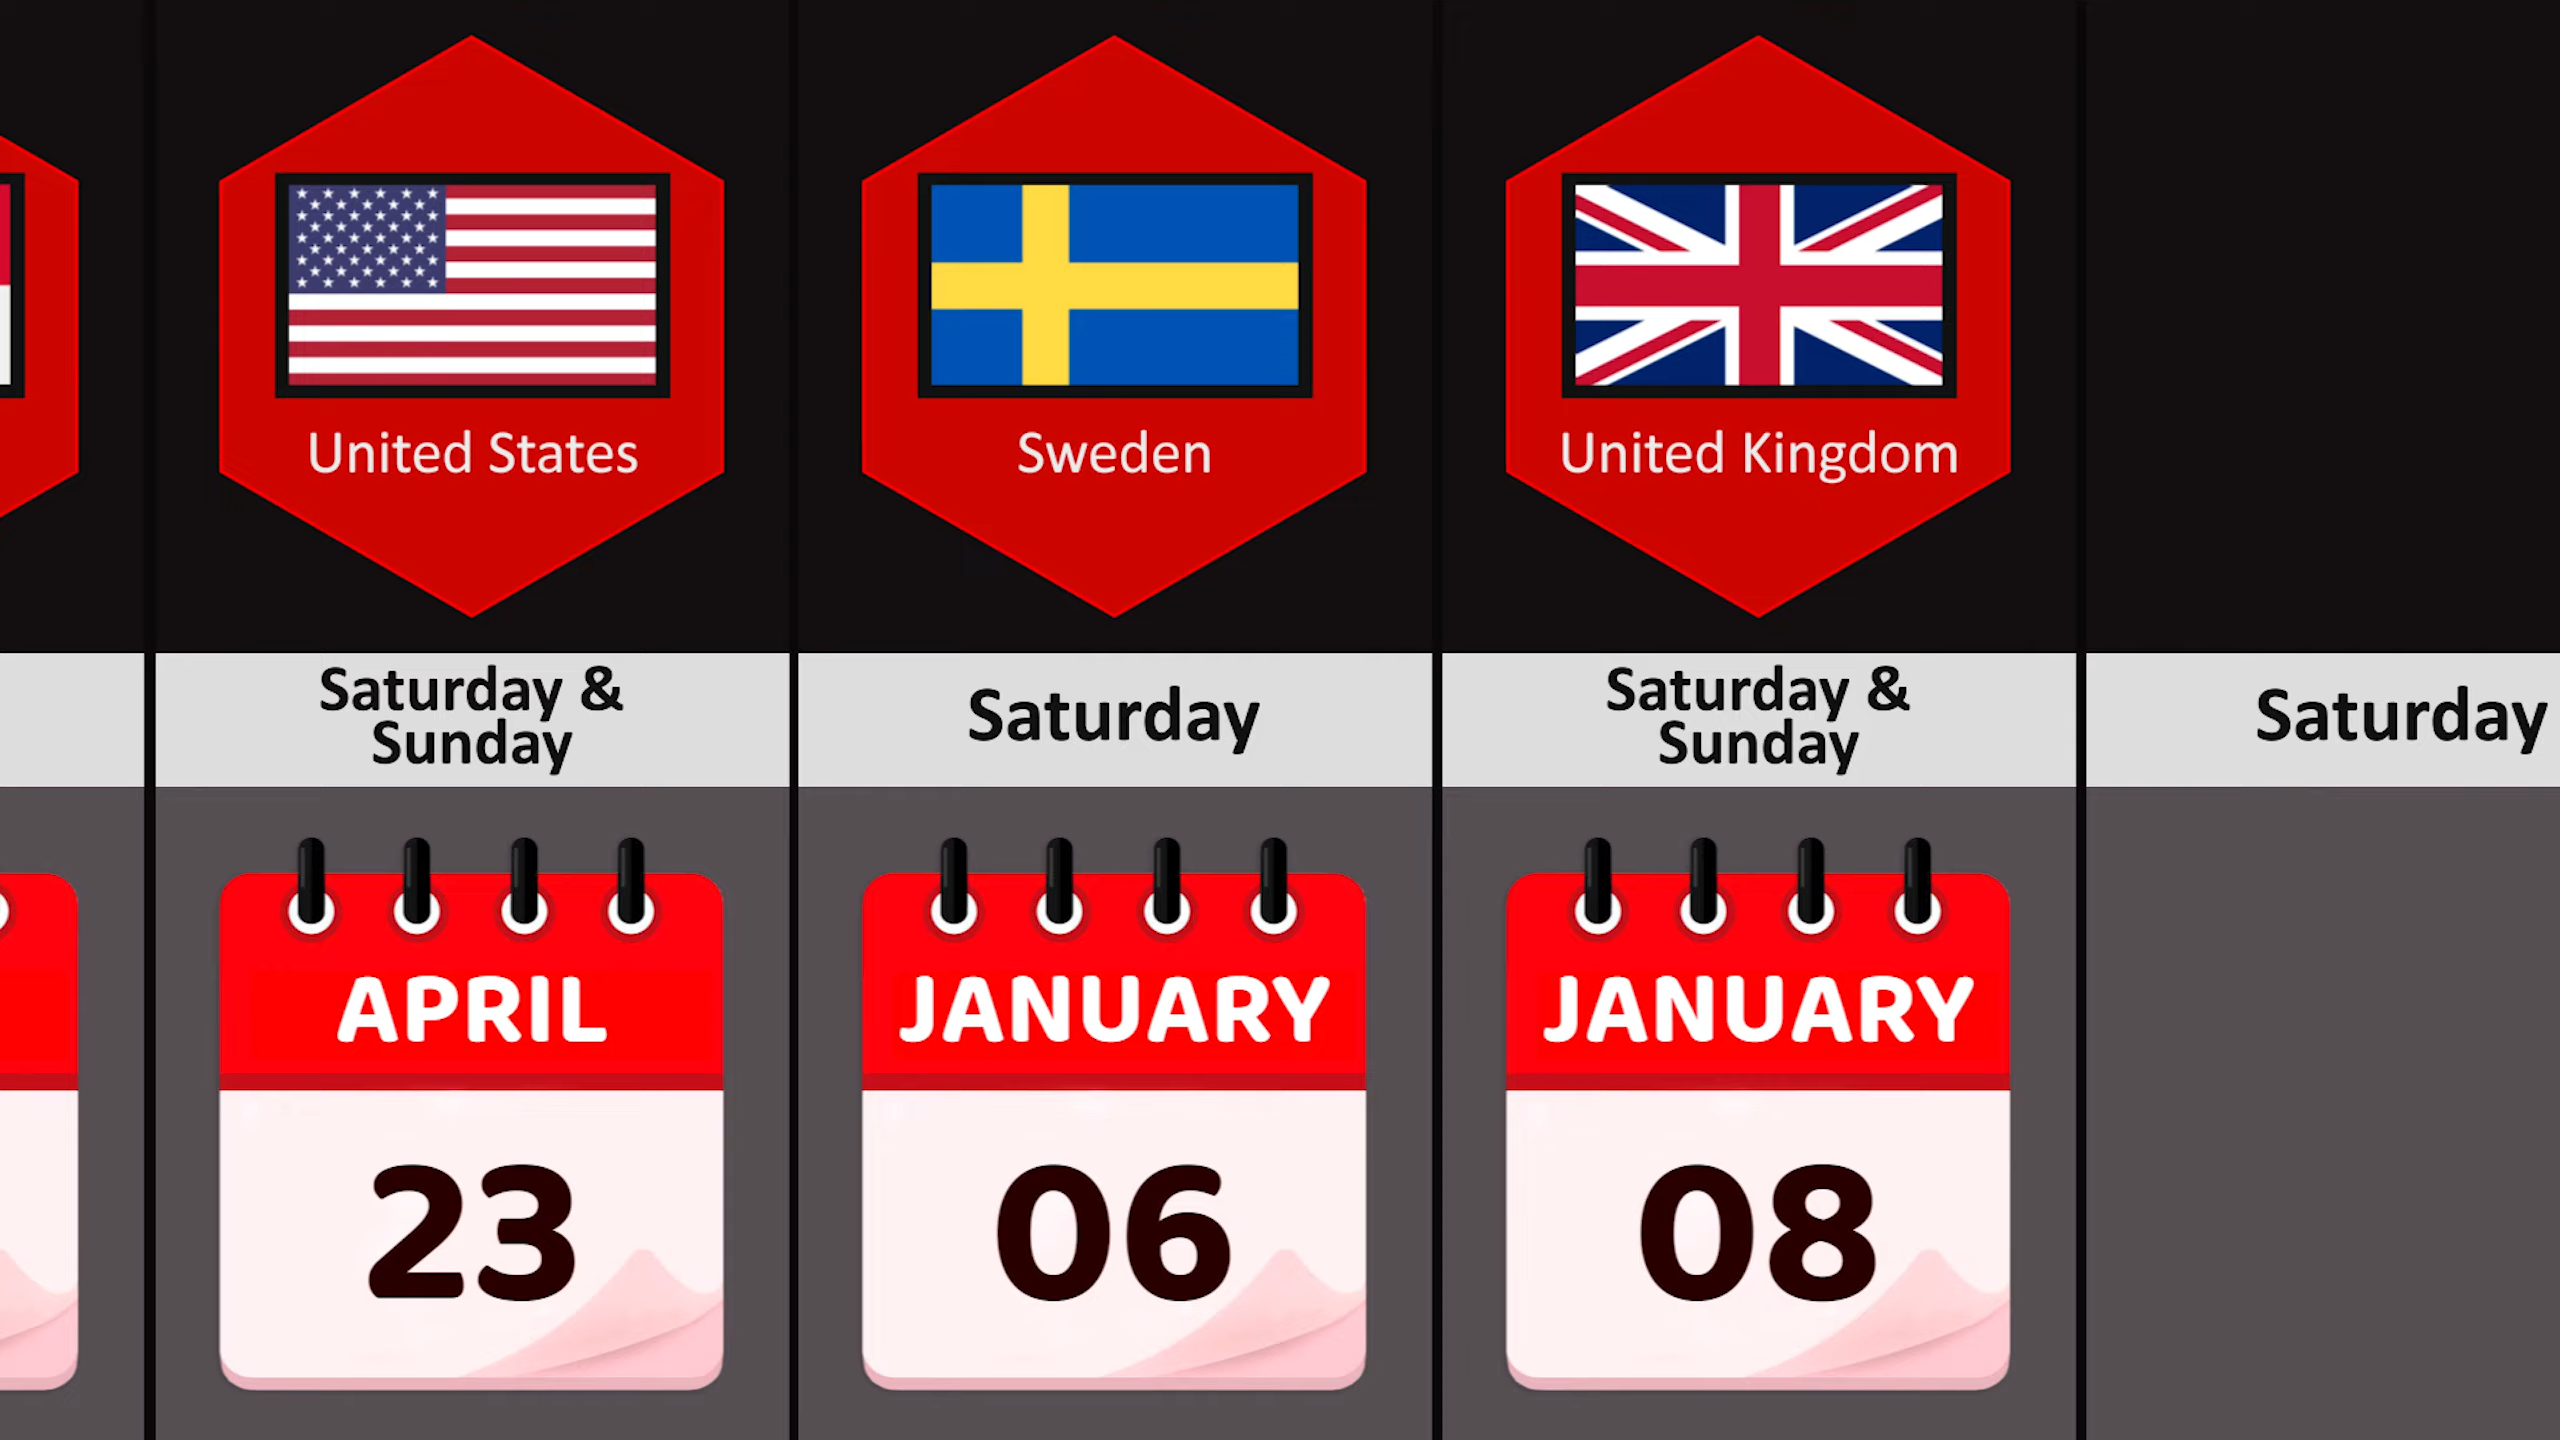 United States
Sweden
United Kingdom
Saturday &
Sunday
Saturday
Saturday &
Sunday
Saturday
APRIL
JANUARY
JANUARY
23
06
08